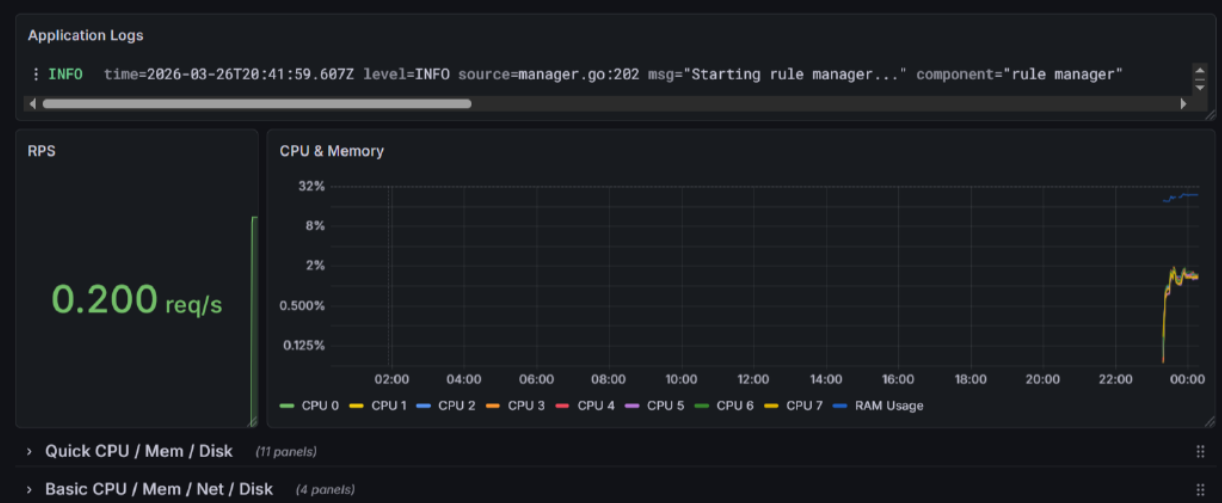 Application Logs
INFO time=2026-03-26T20:41:59.607Z level=INFO source=manager.go:202 msg="Starting rule manager..." component="rule manager"
RPS
0.200 req/s
CPU & Memory
32%
8%
2%
0.500%
0.125%
02:00 04:00 06:00 08:00 10:00 12:00 14:00 16:00 18:00 20:00 22:00 00:00
CPU 0 CPU 1 CPU 2 CPU 3 CPU 4 CPU 5 CPU 6 CPU 7 RAM Usage
Quick CPU / Mem / Disk (11 panels)
Basic CPU / Mem / Net / Disk (4 panels)